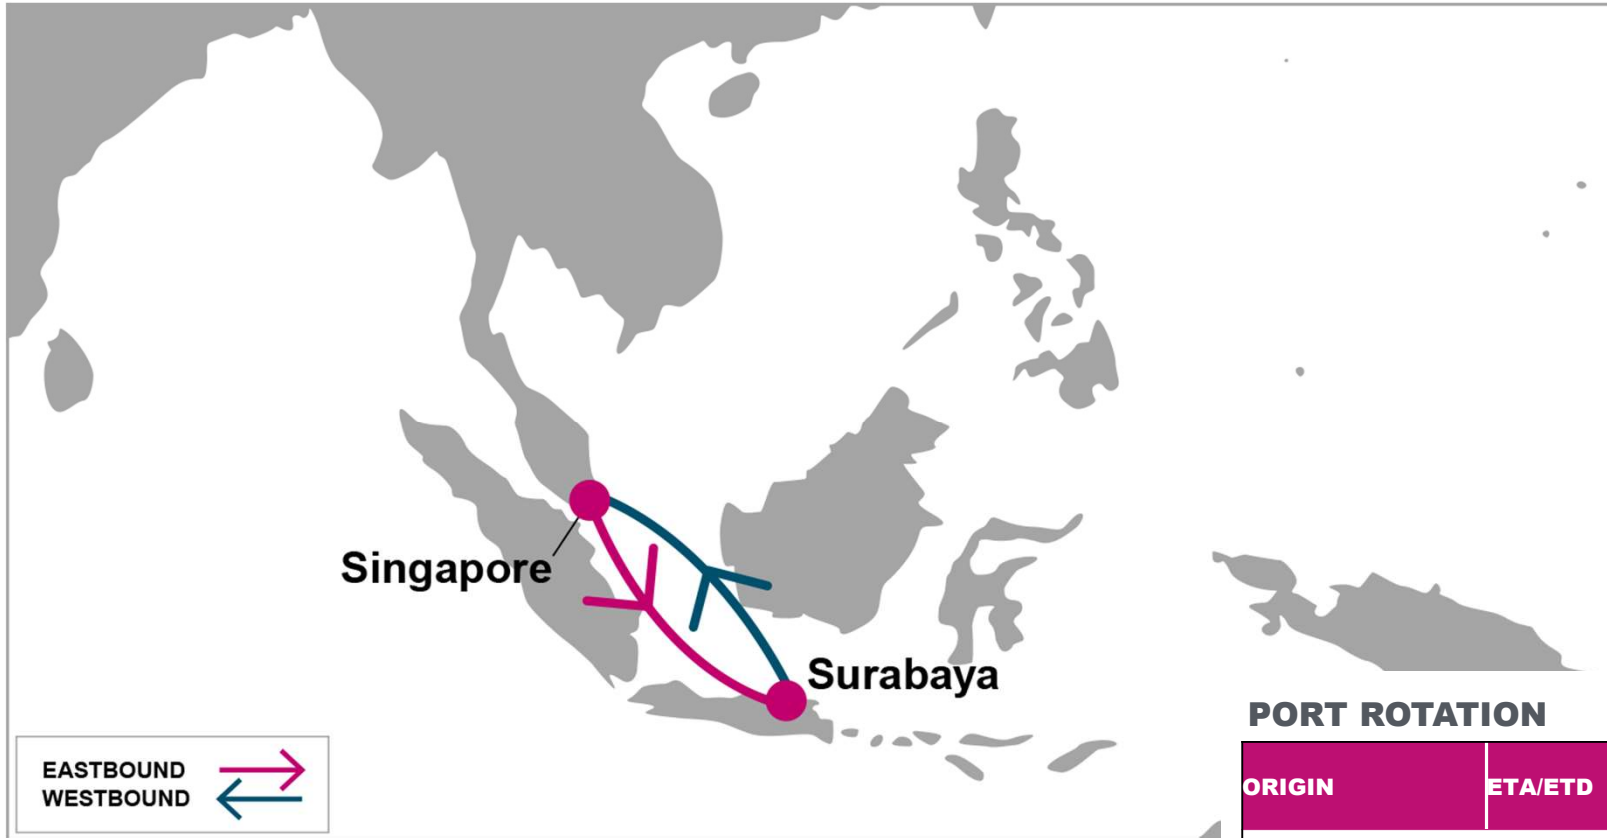 Singapore
Surabaya
EASTBOUND
WESTBOUND
PORT ROTATION
ORIGIN ETA/ETD